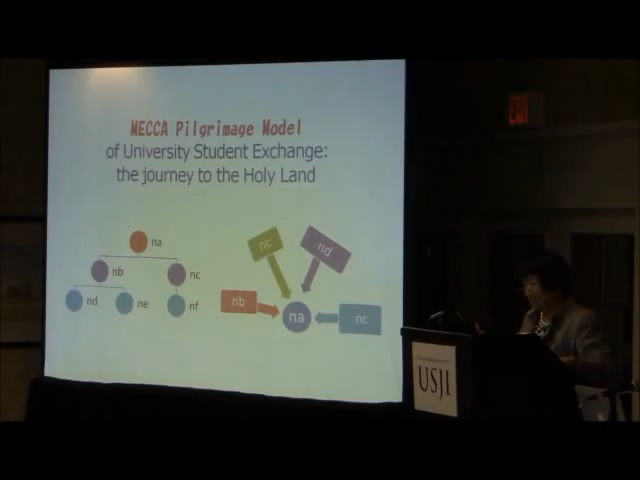 MECCA Pilgrimage Model
of University Student Exchange:
the journey to the Holy Land
na
nb
nc
nd
ne
nf
nc
nd
nb
na
nc
USJI